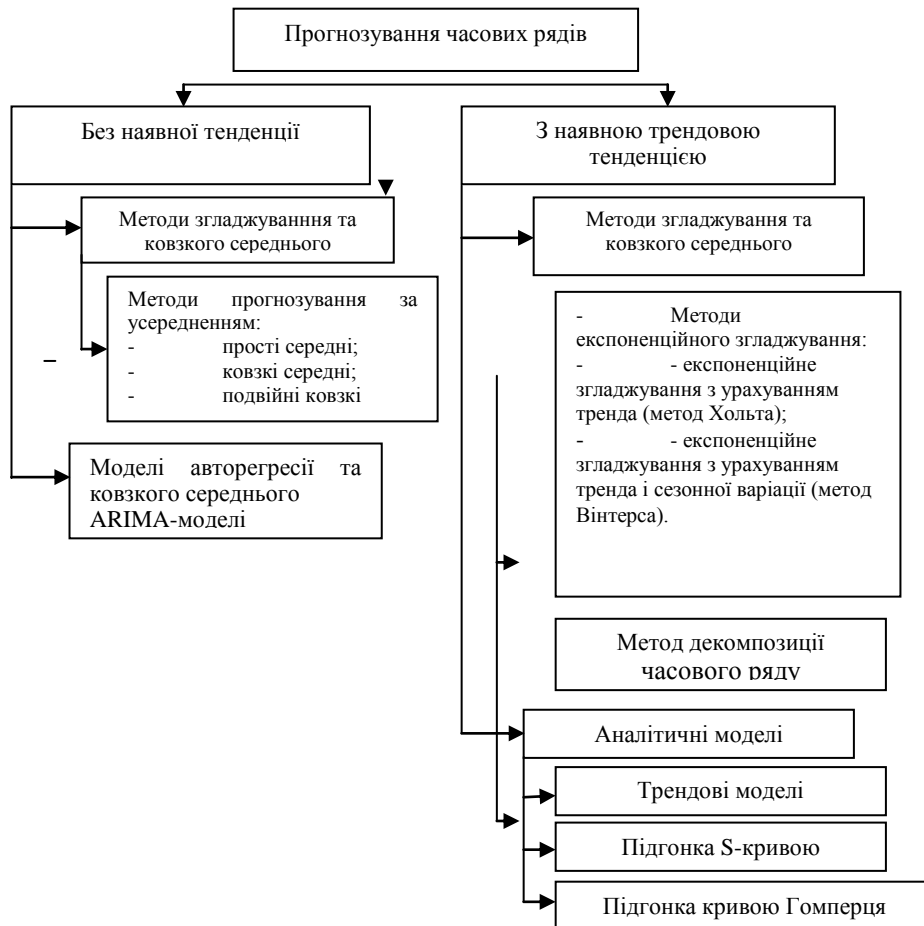 Прогнозування часових рядів
Без наявної тенденції
Методи згладжуванння та
ковзкого середнього
Методи прогнозування за
усередненням:
- прості середні;
- ковзкі середні;
- подвійні ковзкі
Моделі авторегресії та
ковзкого середнього
ARIMA-моделі
З наявною трендовою
тенденцією
Методи згладжування та
ковзкого середнього
- Методи
експоненційного згладжування:
- - експоненційне
згладжування з урахуванням
тренда (метод Хольта);
- - експоненційне
згладжування з урахуванням
тренда і сезонної варіації (метод
Вінтерса).
Метод декомпозиції
часового ряду
Аналітичні моделі
Трендові моделі
Підгонка S-кривою
Підгонка кривою Гомперця